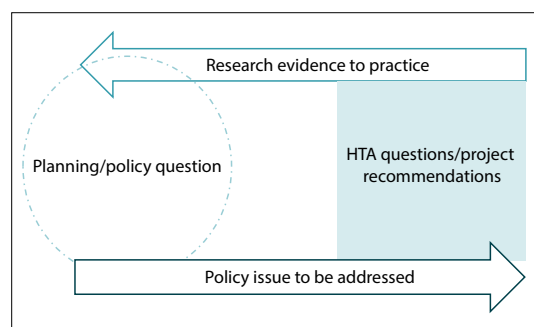 Research evidence to practice
Planning/policy question
HTA questions/project
recommendations
Policy issue to be addressed